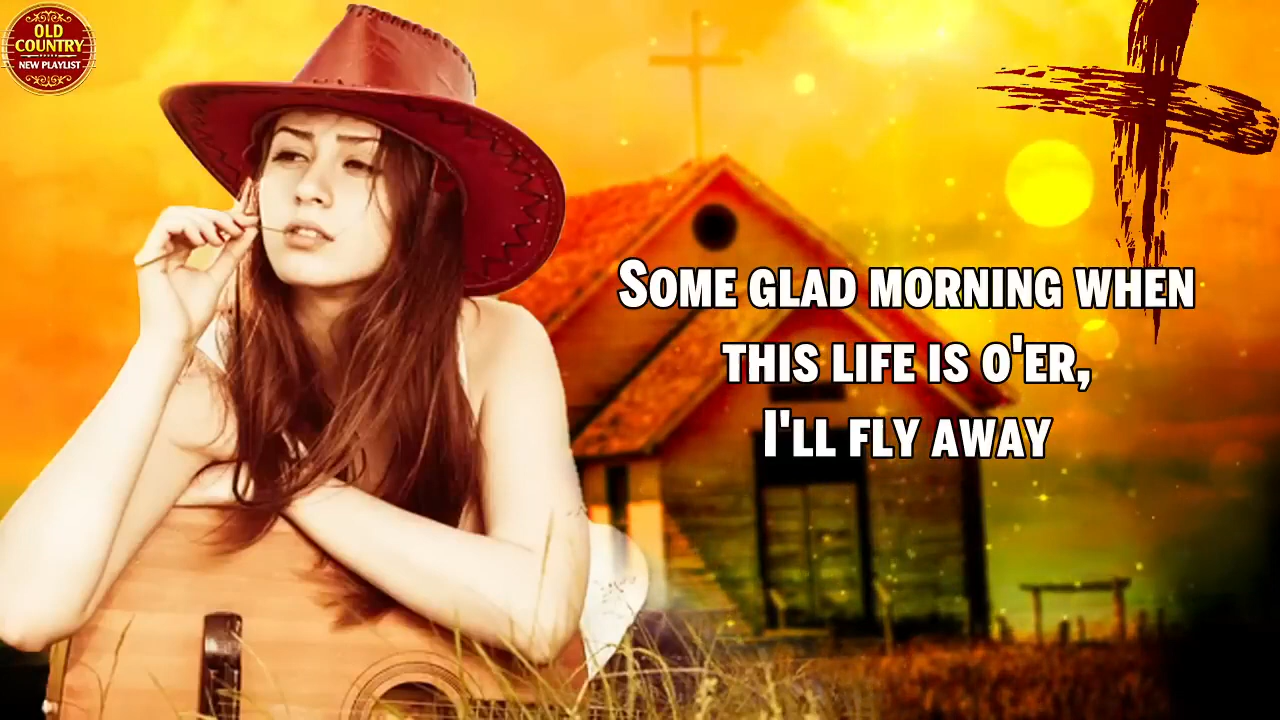 OLD
COUNTRY
NEW PLAYLIST
Some glad morning when
this life is o'er,
I'll fly away